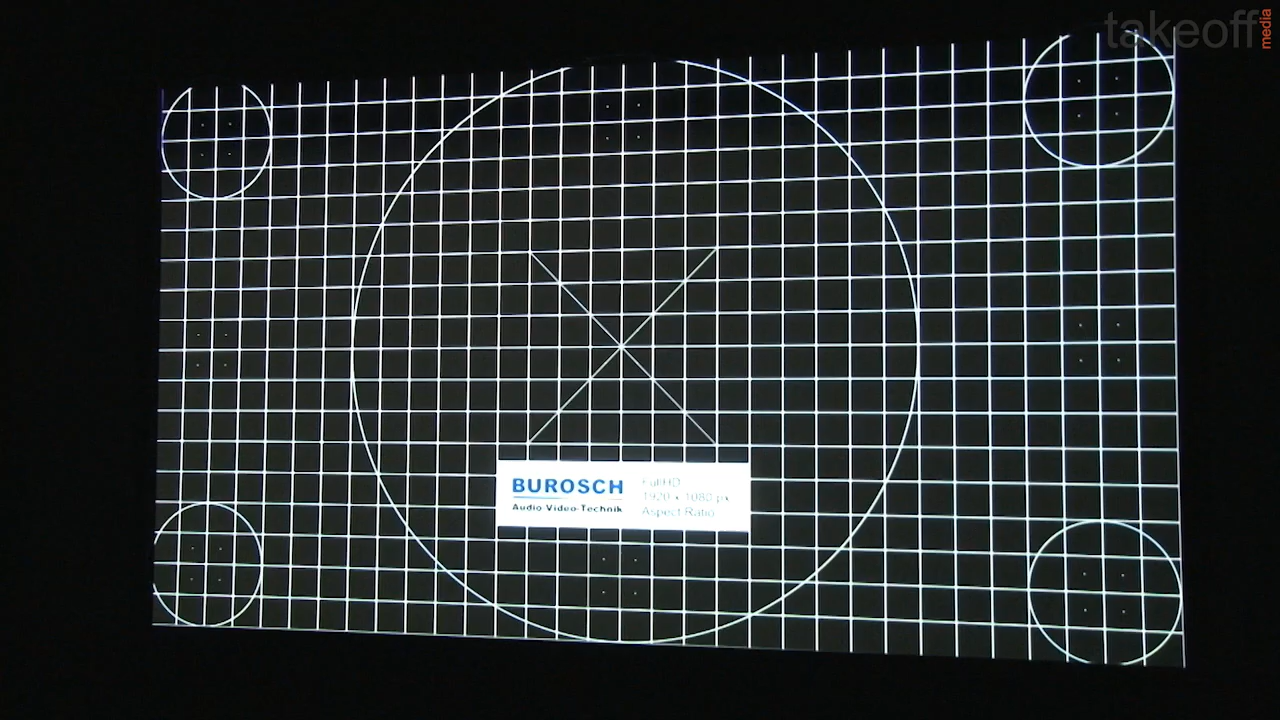 takeoff
media
BUROSCH
Audio Video-Technik
Full HD
1920 x 1080 px
Aspect Ratio